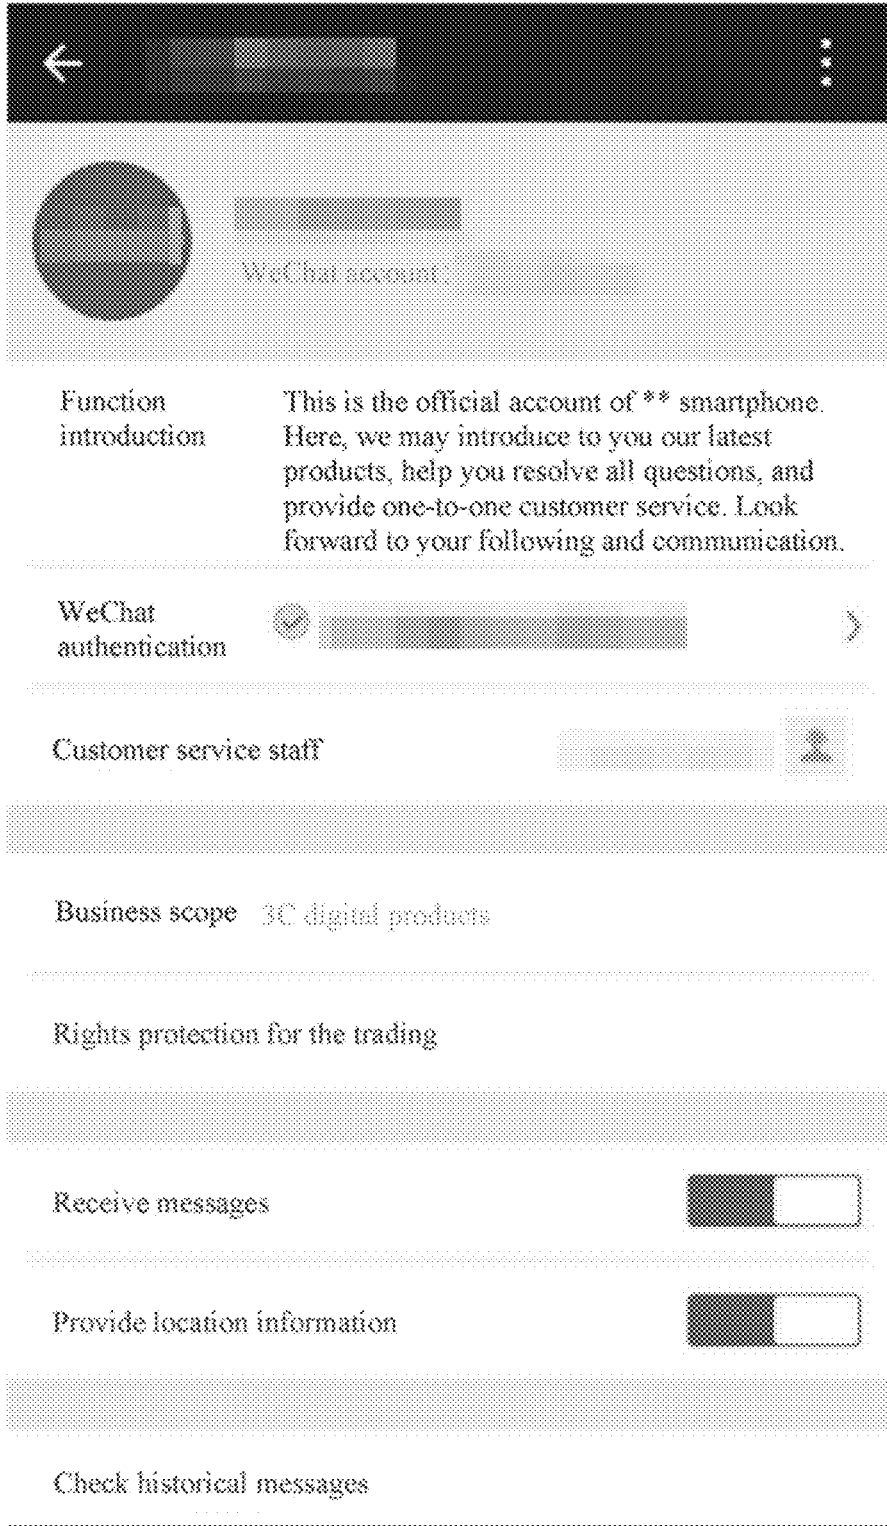 WeChat account:
Function
introduction
This is the official account of ** smartphone.
Here, we may introduce to you our latest
products, help you resolve all questions, and
provide one-to-one customer service. Look
forward to your following and communication.
WeChat
authentication
Customer service staff
Business scope 3C digital products
Rights protection for the trading
Receive messages
Provide location information
Check historical messages